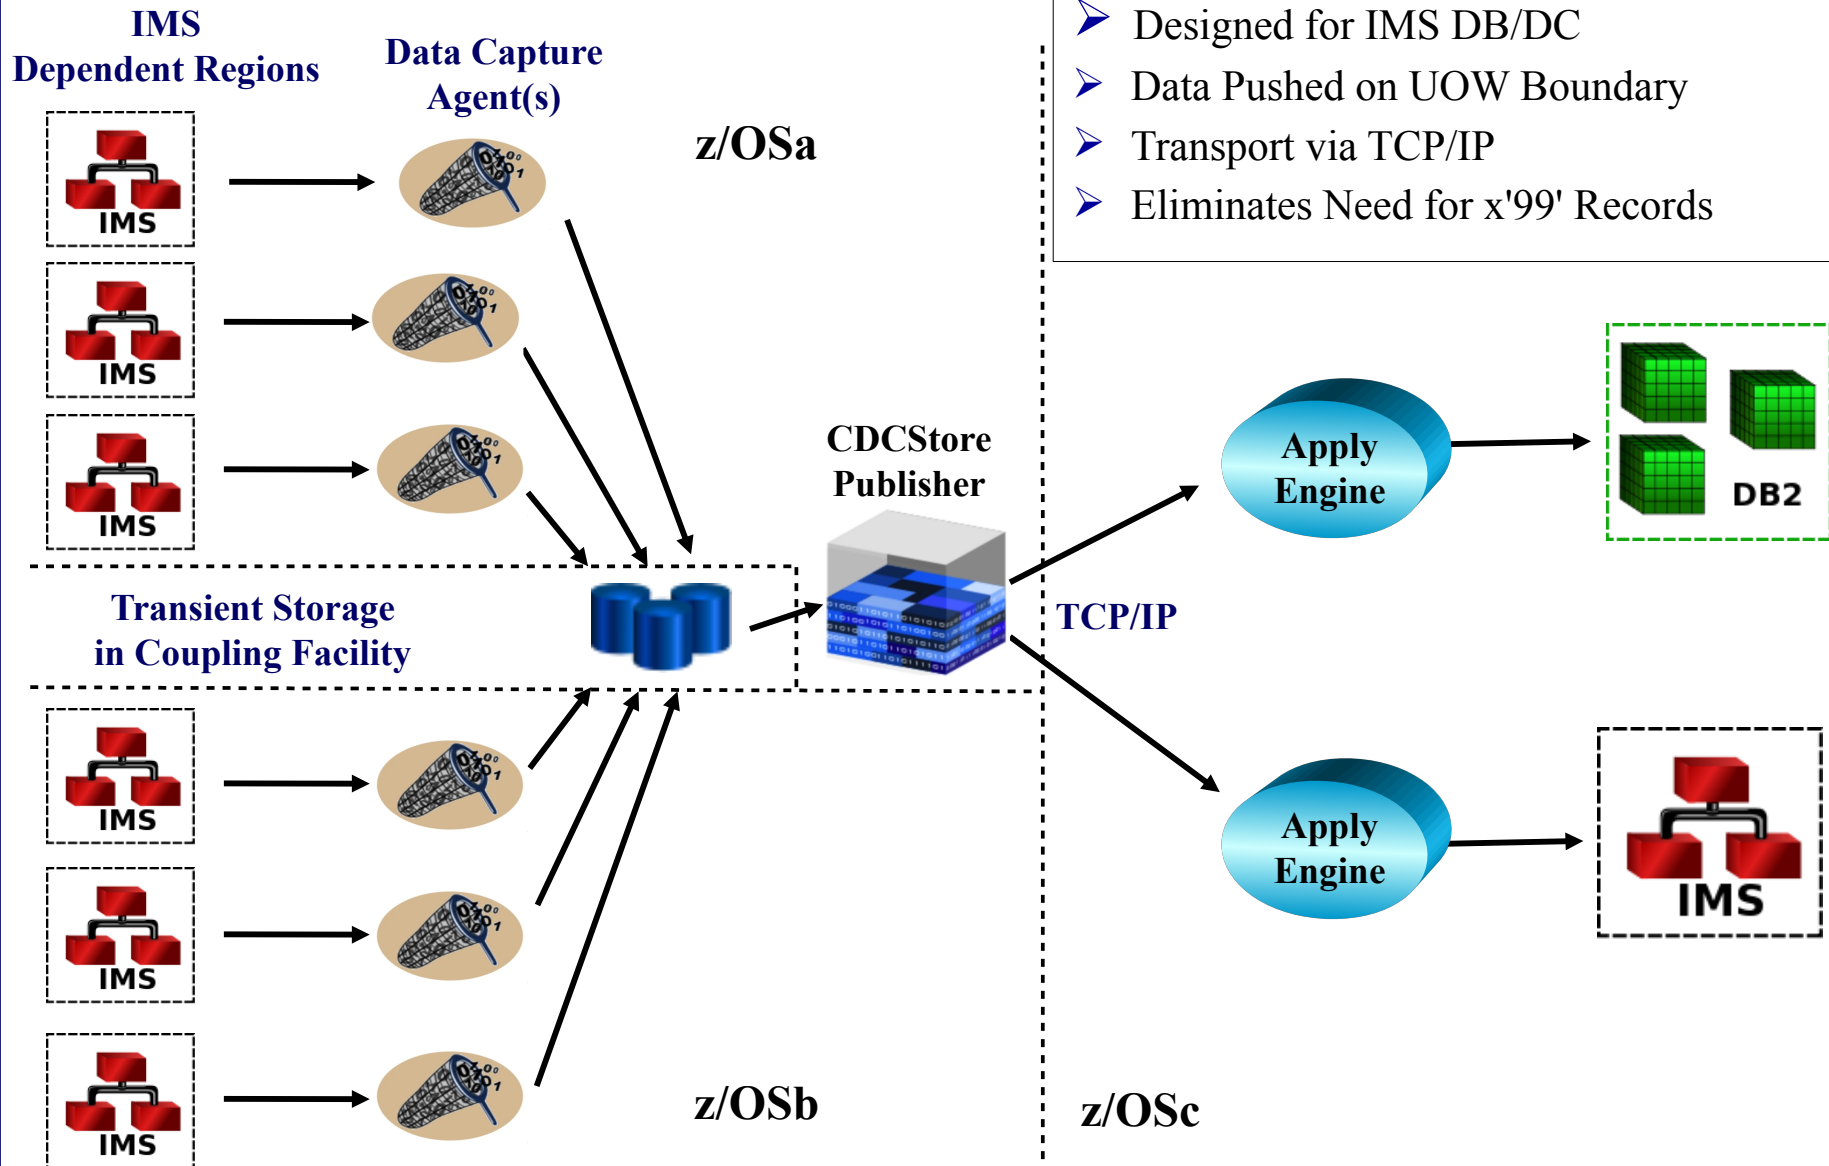 IMS
Dependent Regions
Data Capture
Agent(s)
z/OSa
Designed for IMS DB/DC
Data Pushed on UOW Boundary
Transport via TCP/IP
Eliminates Need for x'99' Records
IMS
IMS
IMS
CDCStore
Publisher
Apply
Engine
DB2
Transient Storage
in Coupling Facility
TCP/IP
IMS
IMS
IMS
Apply
Engine
IMS
z/OSb
z/OSc